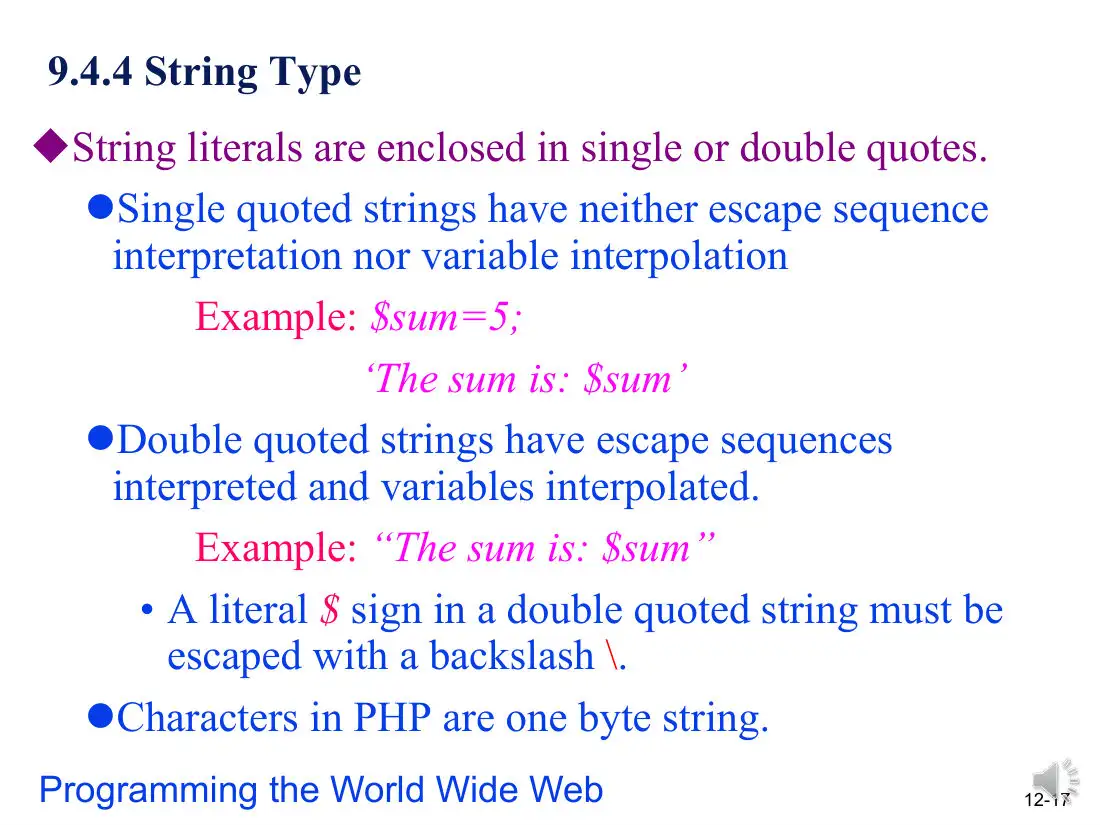 9.4.4 String Type
String literals are enclosed in single or double quotes.
Single quoted strings have neither escape sequence
interpretation nor variable interpolation
Example: $sum=5;
‘The sum is: $sum’
Double quoted strings have escape sequences
interpreted and variables interpolated.
Example: “The sum is: $sum”
• A literal $ sign in a double quoted string must be
escaped with a backslash \.
Characters in PHP are one byte string.
Programming the World Wide Web
12-17